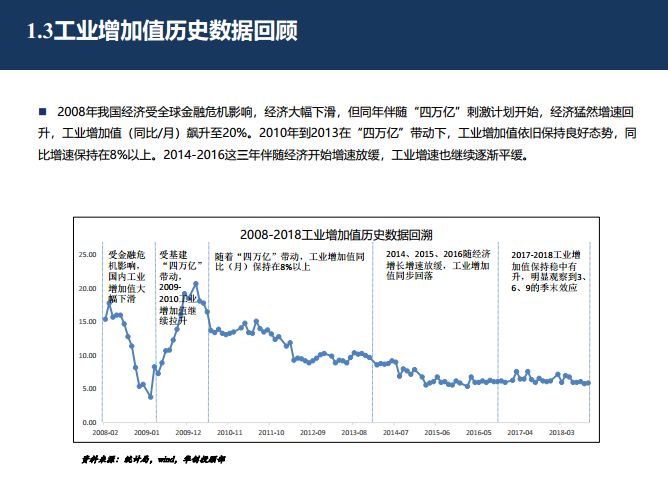 1.3工业增加值历史数据回顾
■ 2008年我国经济受全球金融危机影响，经济大幅下滑，但同年伴随“四万亿”刺激计划开始，经济猛然增速回
升，工业增加值（同比/月）飙升至20%。2010年到2013在“四万亿”带动下，工业增加值依旧保持良好态势，同
比增速保持在8%以上。2014-2016这三年伴随经济开始增速放缓，工业增速也继续逐渐平缓。
2008-2018工业增加值历史数据回溯
受金融危
机影响，
国内工业
增加值大
幅下滑
受基建
“四万亿”
带动，
2009-
2010工业
增加值继
续拉升
随着“四万亿”带动，工业增加值同
比（月）保持在8%以上
2014、2015、2016随经济
增长增速放缓，工业增加
值同步回落
2017-2018工业增
加值保持稳中有
升，明显观察到3、
6、9的季末效应
25.00
20.00
15.00
10.00
5.00
0.00
2008-02 2009-01 2009-12 2010-11 2011-10 2012-09 2013-08 2014-07 2015-06 2016-05 2017-04 2018-03
资料来源：统计局，wind，华创投顾部